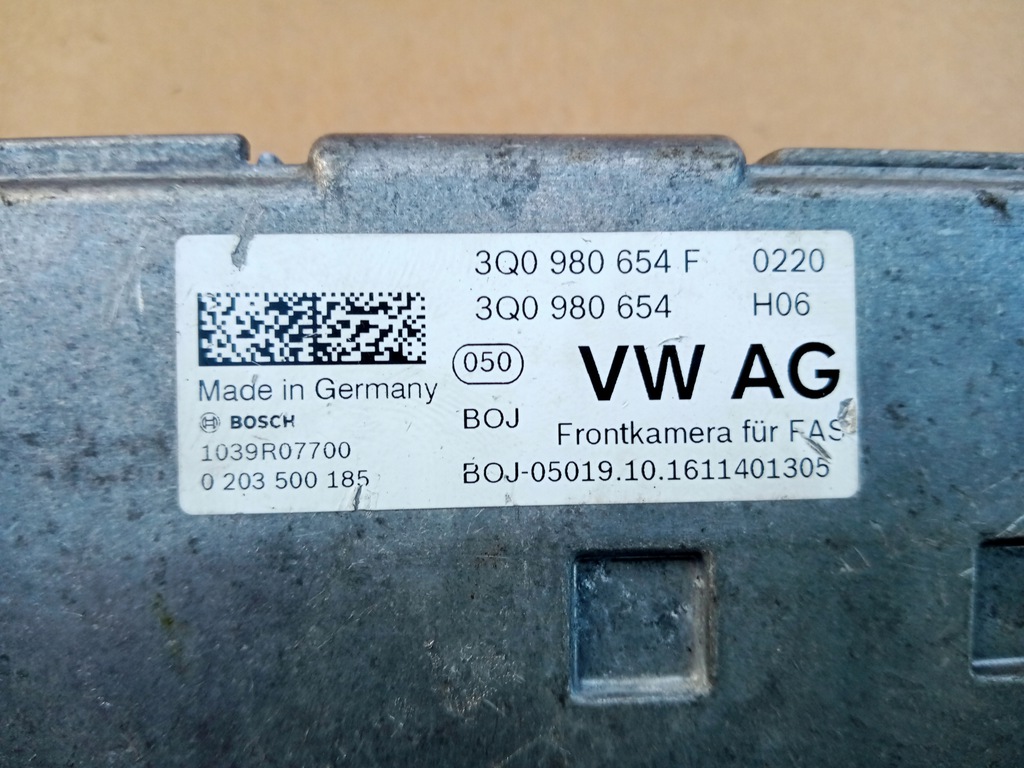 3Q0 980 654 F 0220
3Q0 980 654 H06
050 VW AG
Made in Germany
BOSCH BOJ
Frontkamera für FAS
1039R07700
0 203 500 185 BOJ-05019.10.1611401305